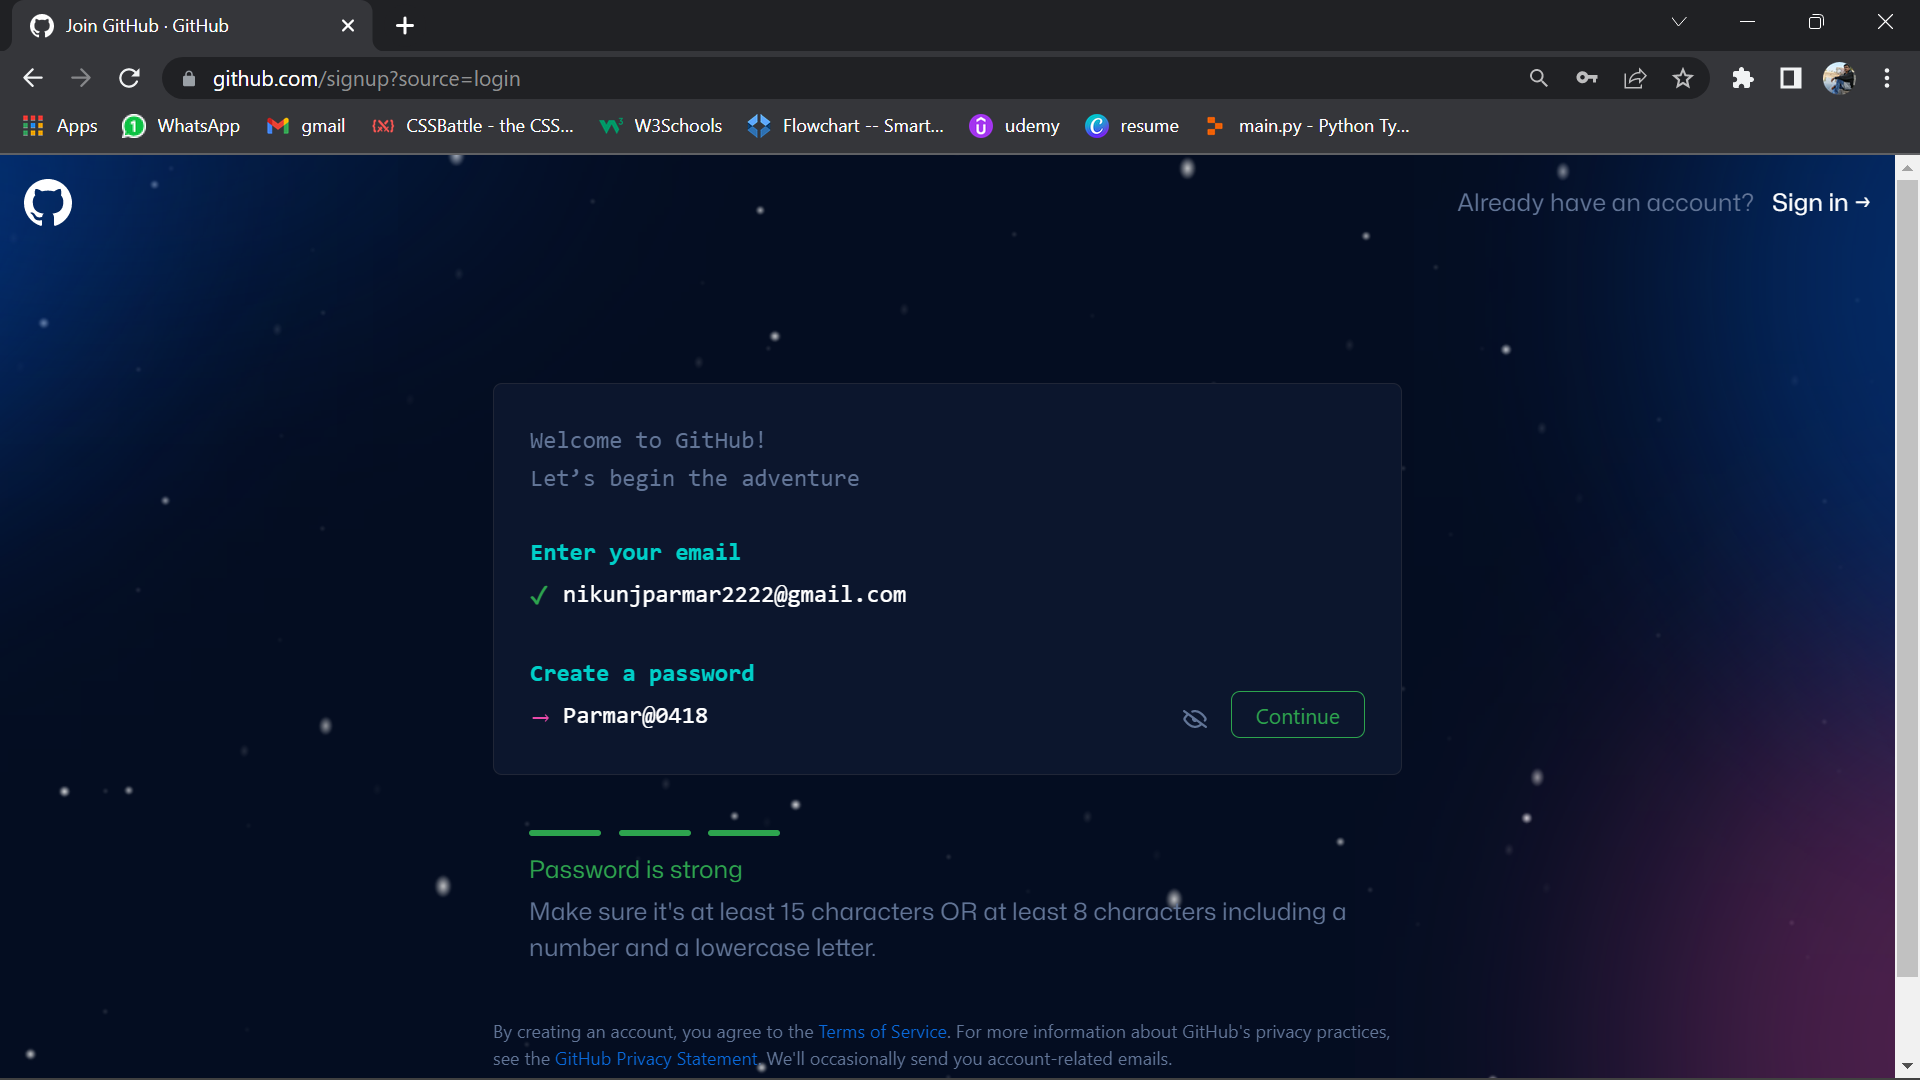 Join GitHub · GitHub
github.com/signup?source=login
Apps WhatsApp gmail CSSBattle - the CSS... W3Schools Flowchart -- Smart... udemy resume main.py - Python Ty...
Already have an account? Sign in →
Welcome to GitHub!
Let’s begin the adventure
Enter your email
✓ nikunjparmar2222@gmail.com
Create a password
→ Parmar@0418
Continue
Password is strong
Make sure it's at least 15 characters OR at least 8 characters including a
number and a lowercase letter.
By creating an account, you agree to the Terms of Service. For more information about GitHub's privacy practices,
see the GitHub Privacy Statement. We'll occasionally send you account-related emails.